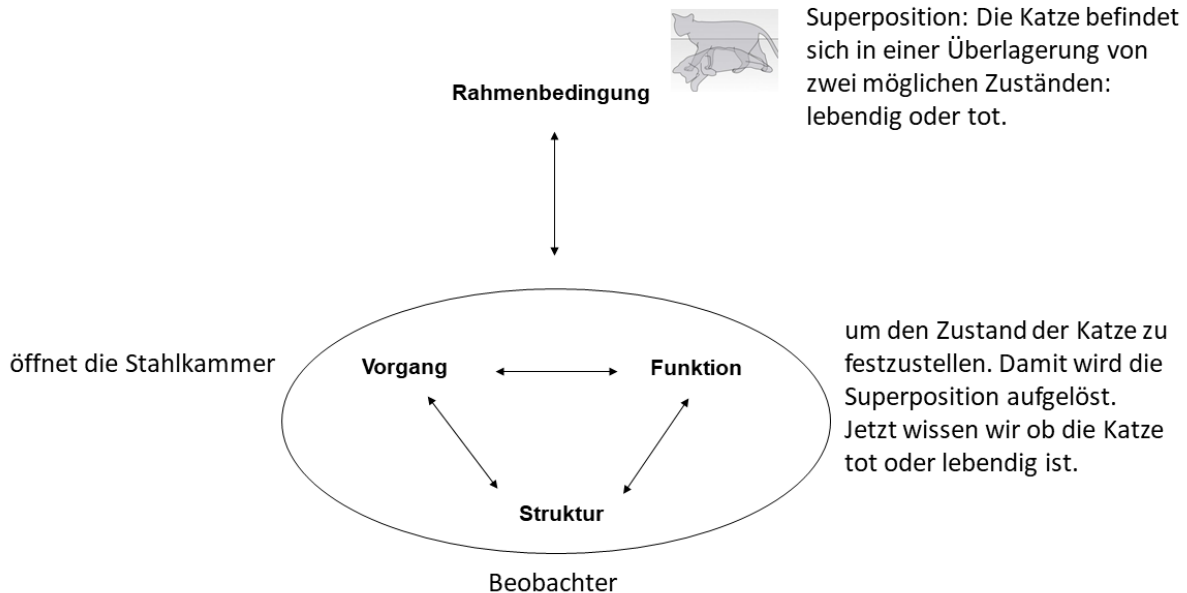 Superposition: Die Katze befindet
sich in einer Überlagerung von
zwei möglichen Zuständen:
lebendig oder tot.
Rahmenbedingung
öffnet die Stahlkammer
Vorgang
Funktion
um den Zustand der Katze zu
festzustellen. Damit wird die
Superposition aufgelöst.
Jetzt wissen wir ob die Katze
tot oder lebendig ist.
Struktur
Beobachter